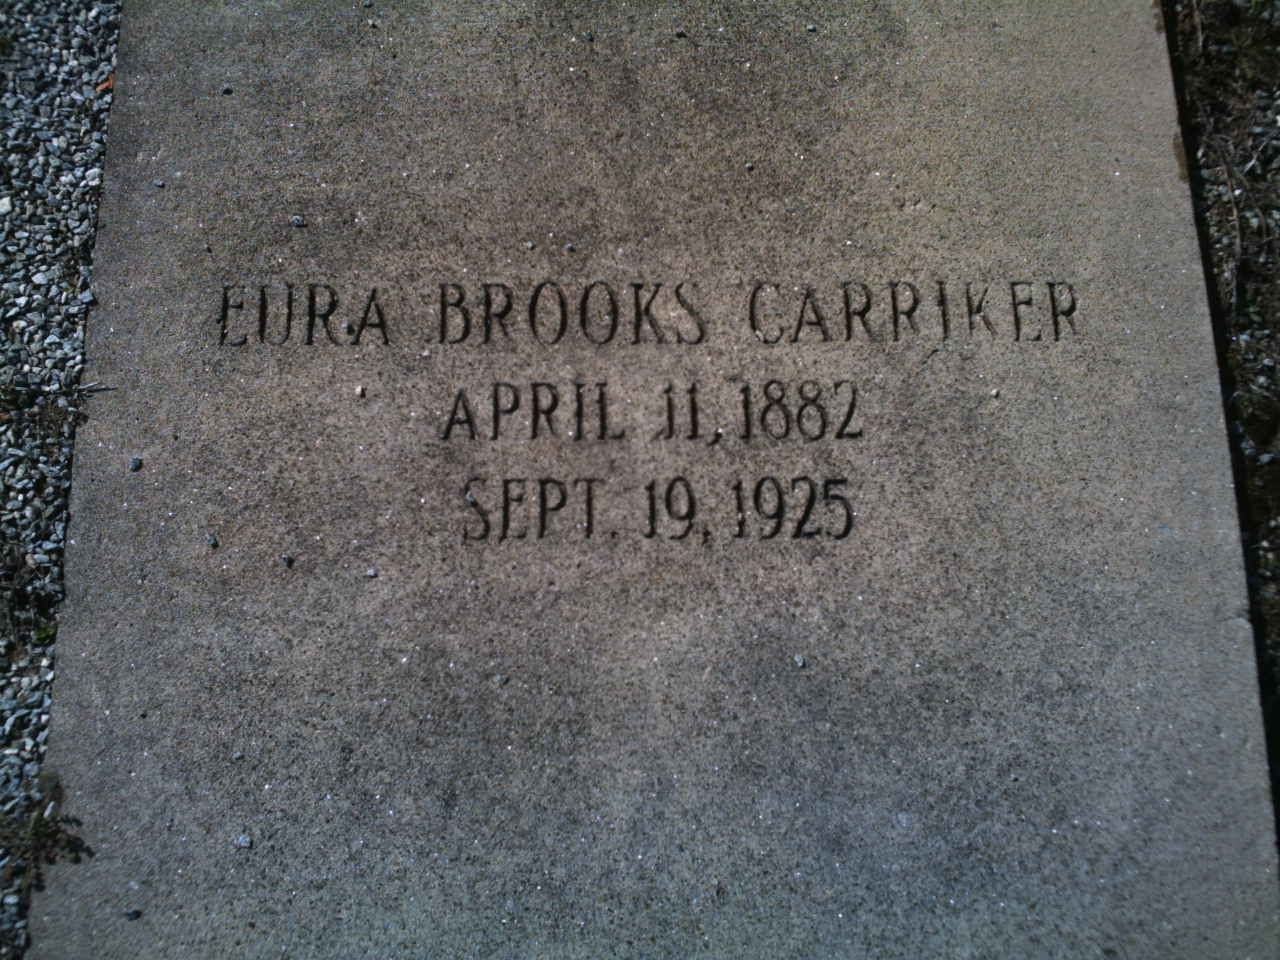 EURA BROOKS CARRIKER
APRIL 11, 1882
SEPT. 19, 1925